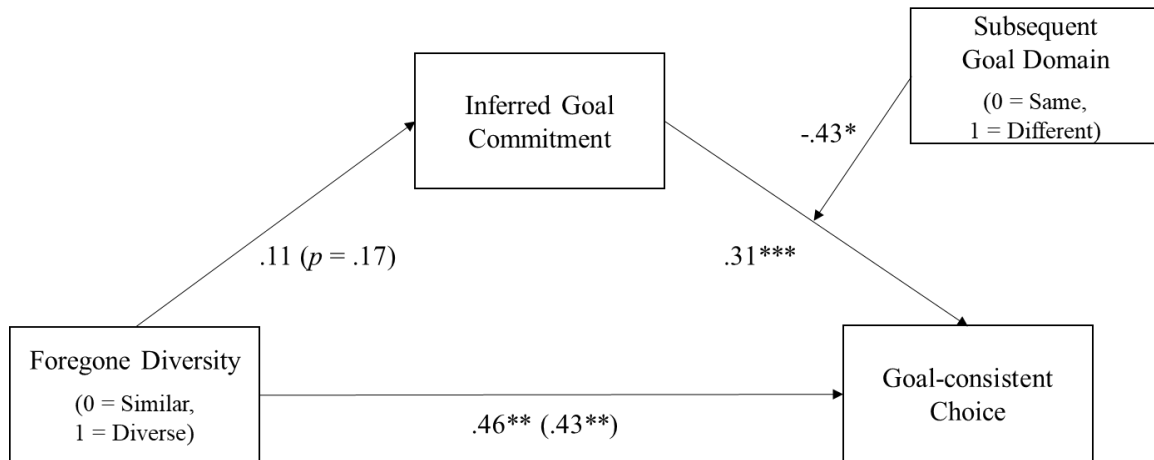 Subsequent
Goal Domain
(0 = Same,
1 = Different)
Inferred Goal
Commitment
-.43*
.11 (p = .17)
.31***
Foregone Diversity
(0 = Similar,
1 = Diverse)
.46** (.43**)
Goal-consistent
Choice